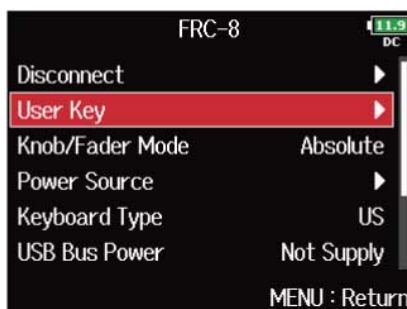 FRC-8
11.9
DC
Disconnect
User Key
Knob/Fader Mode Absolute
Power Source
Keyboard Type US
USB Bus Power Not Supply
MENU : Return